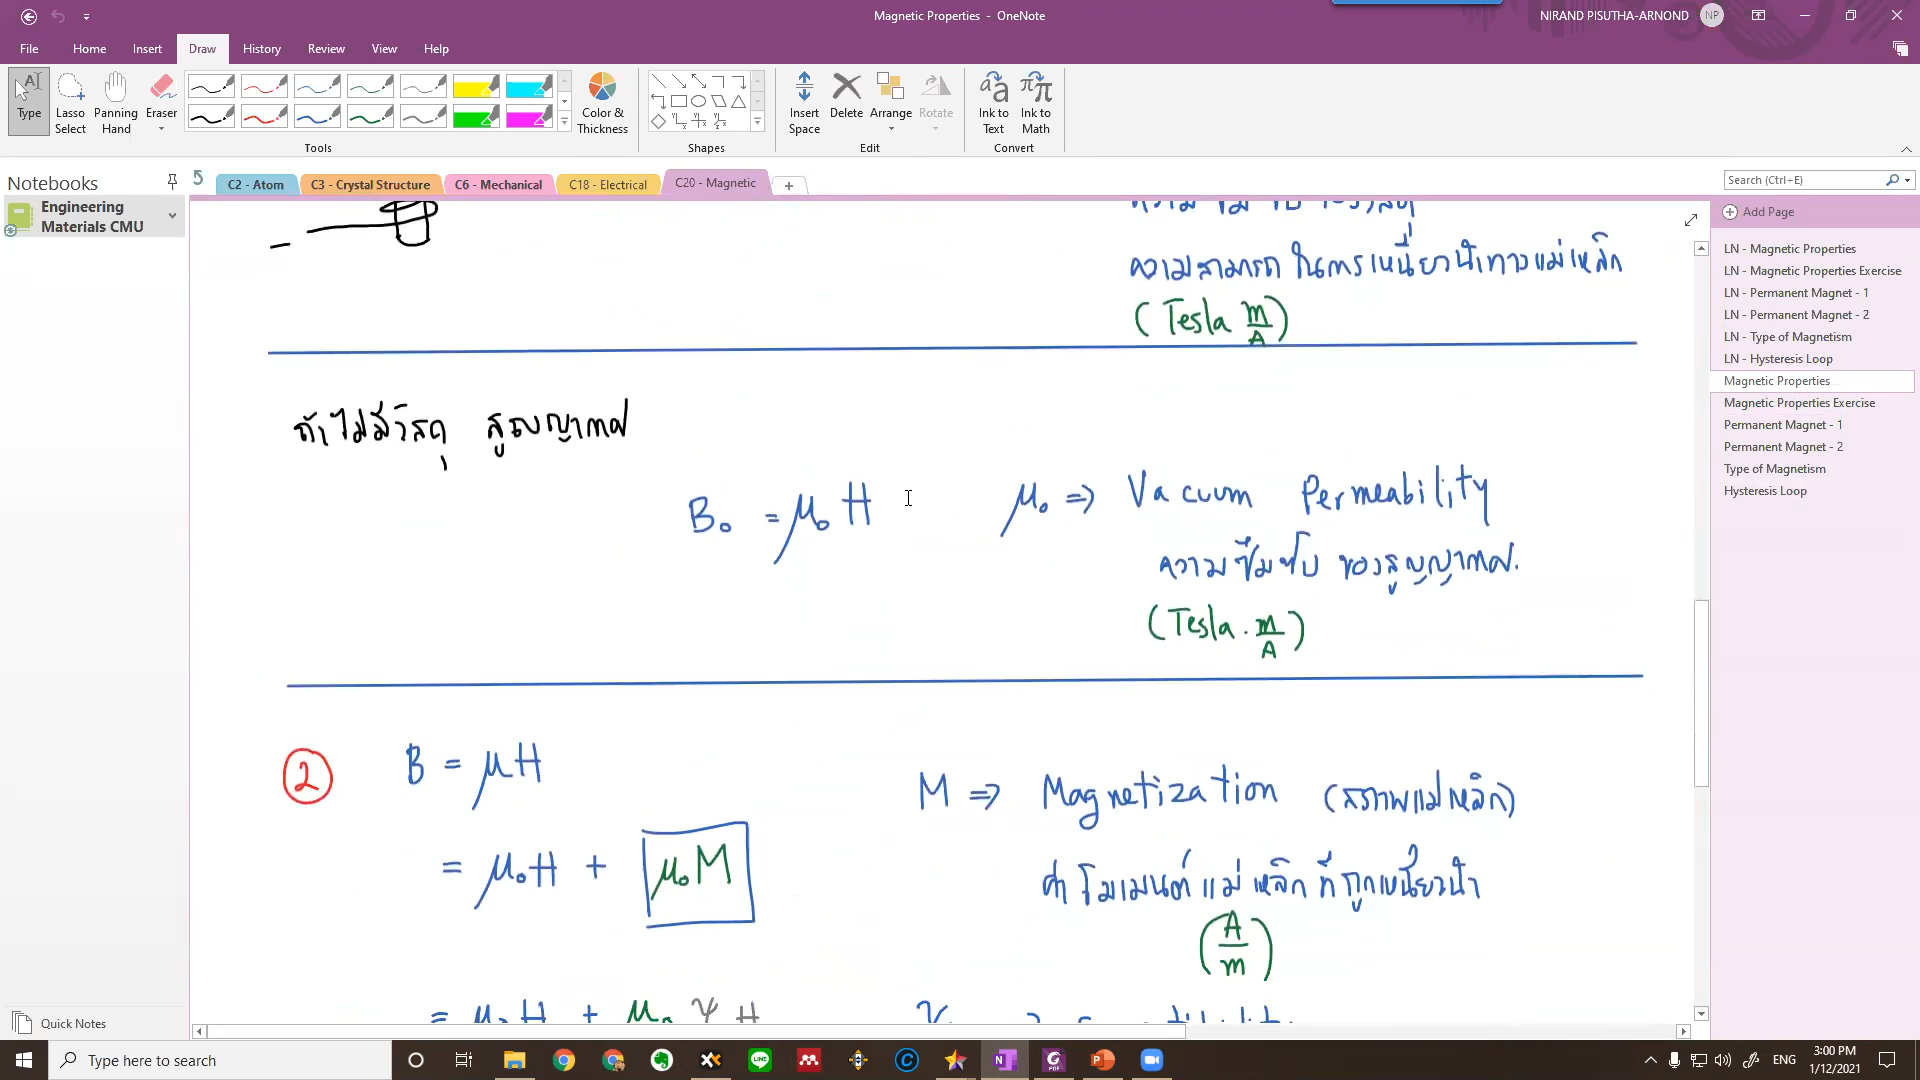 Magnetic Properties - OneNote
NIRAND PISUTHA-ARNOND NP
File Home Insert Draw History Review View Help
Type
Lasso Select
Panning Hand
Eraser
Color & Thickness
Insert Space
Delete
Arrange
Rotate
Ink to Text
Ink to Math
Tools
Shapes
Edit
Convert
Notebooks
C2 - Atom
C3 - Crystal Structure
C6 - Mechanical
C18 - Electrical
C20 - Magnetic
Search (Ctrl+E)
Engineering Materials CMU
Add Page
LN - Magnetic Properties
LN - Magnetic Properties Exercise
LN - Permanent Magnet - 1
LN - Permanent Magnet - 2
LN - Type of Magnetism
LN - Hysteresis Loop
Magnetic Properties
Magnetic Properties Exercise
Permanent Magnet - 1
Permanent Magnet - 2
Type of Magnetism
Hysteresis Loop
ความสามารถในการเหนี่ยวนำทางแม่เหล็ก
(Tesla m/A)
ถ้าไม่มีวัสดุ สูญญากาศ
B₀ = μ₀ H
μ₀ ⇒ Vacuum Permeability
ความซึมซับ ของสูญญากาศ.
(Tesla · m/A)
2
B = μH
= μ₀H + μ₀M
M ⇒ Magnetization (สภาพแม่เหล็ก)
ค่าโมเมนต์แม่เหล็กที่ถูกเหนี่ยวนำ
(A/m)
Quick Notes
Type here to search
ENG
3:00 PM
1/12/2021